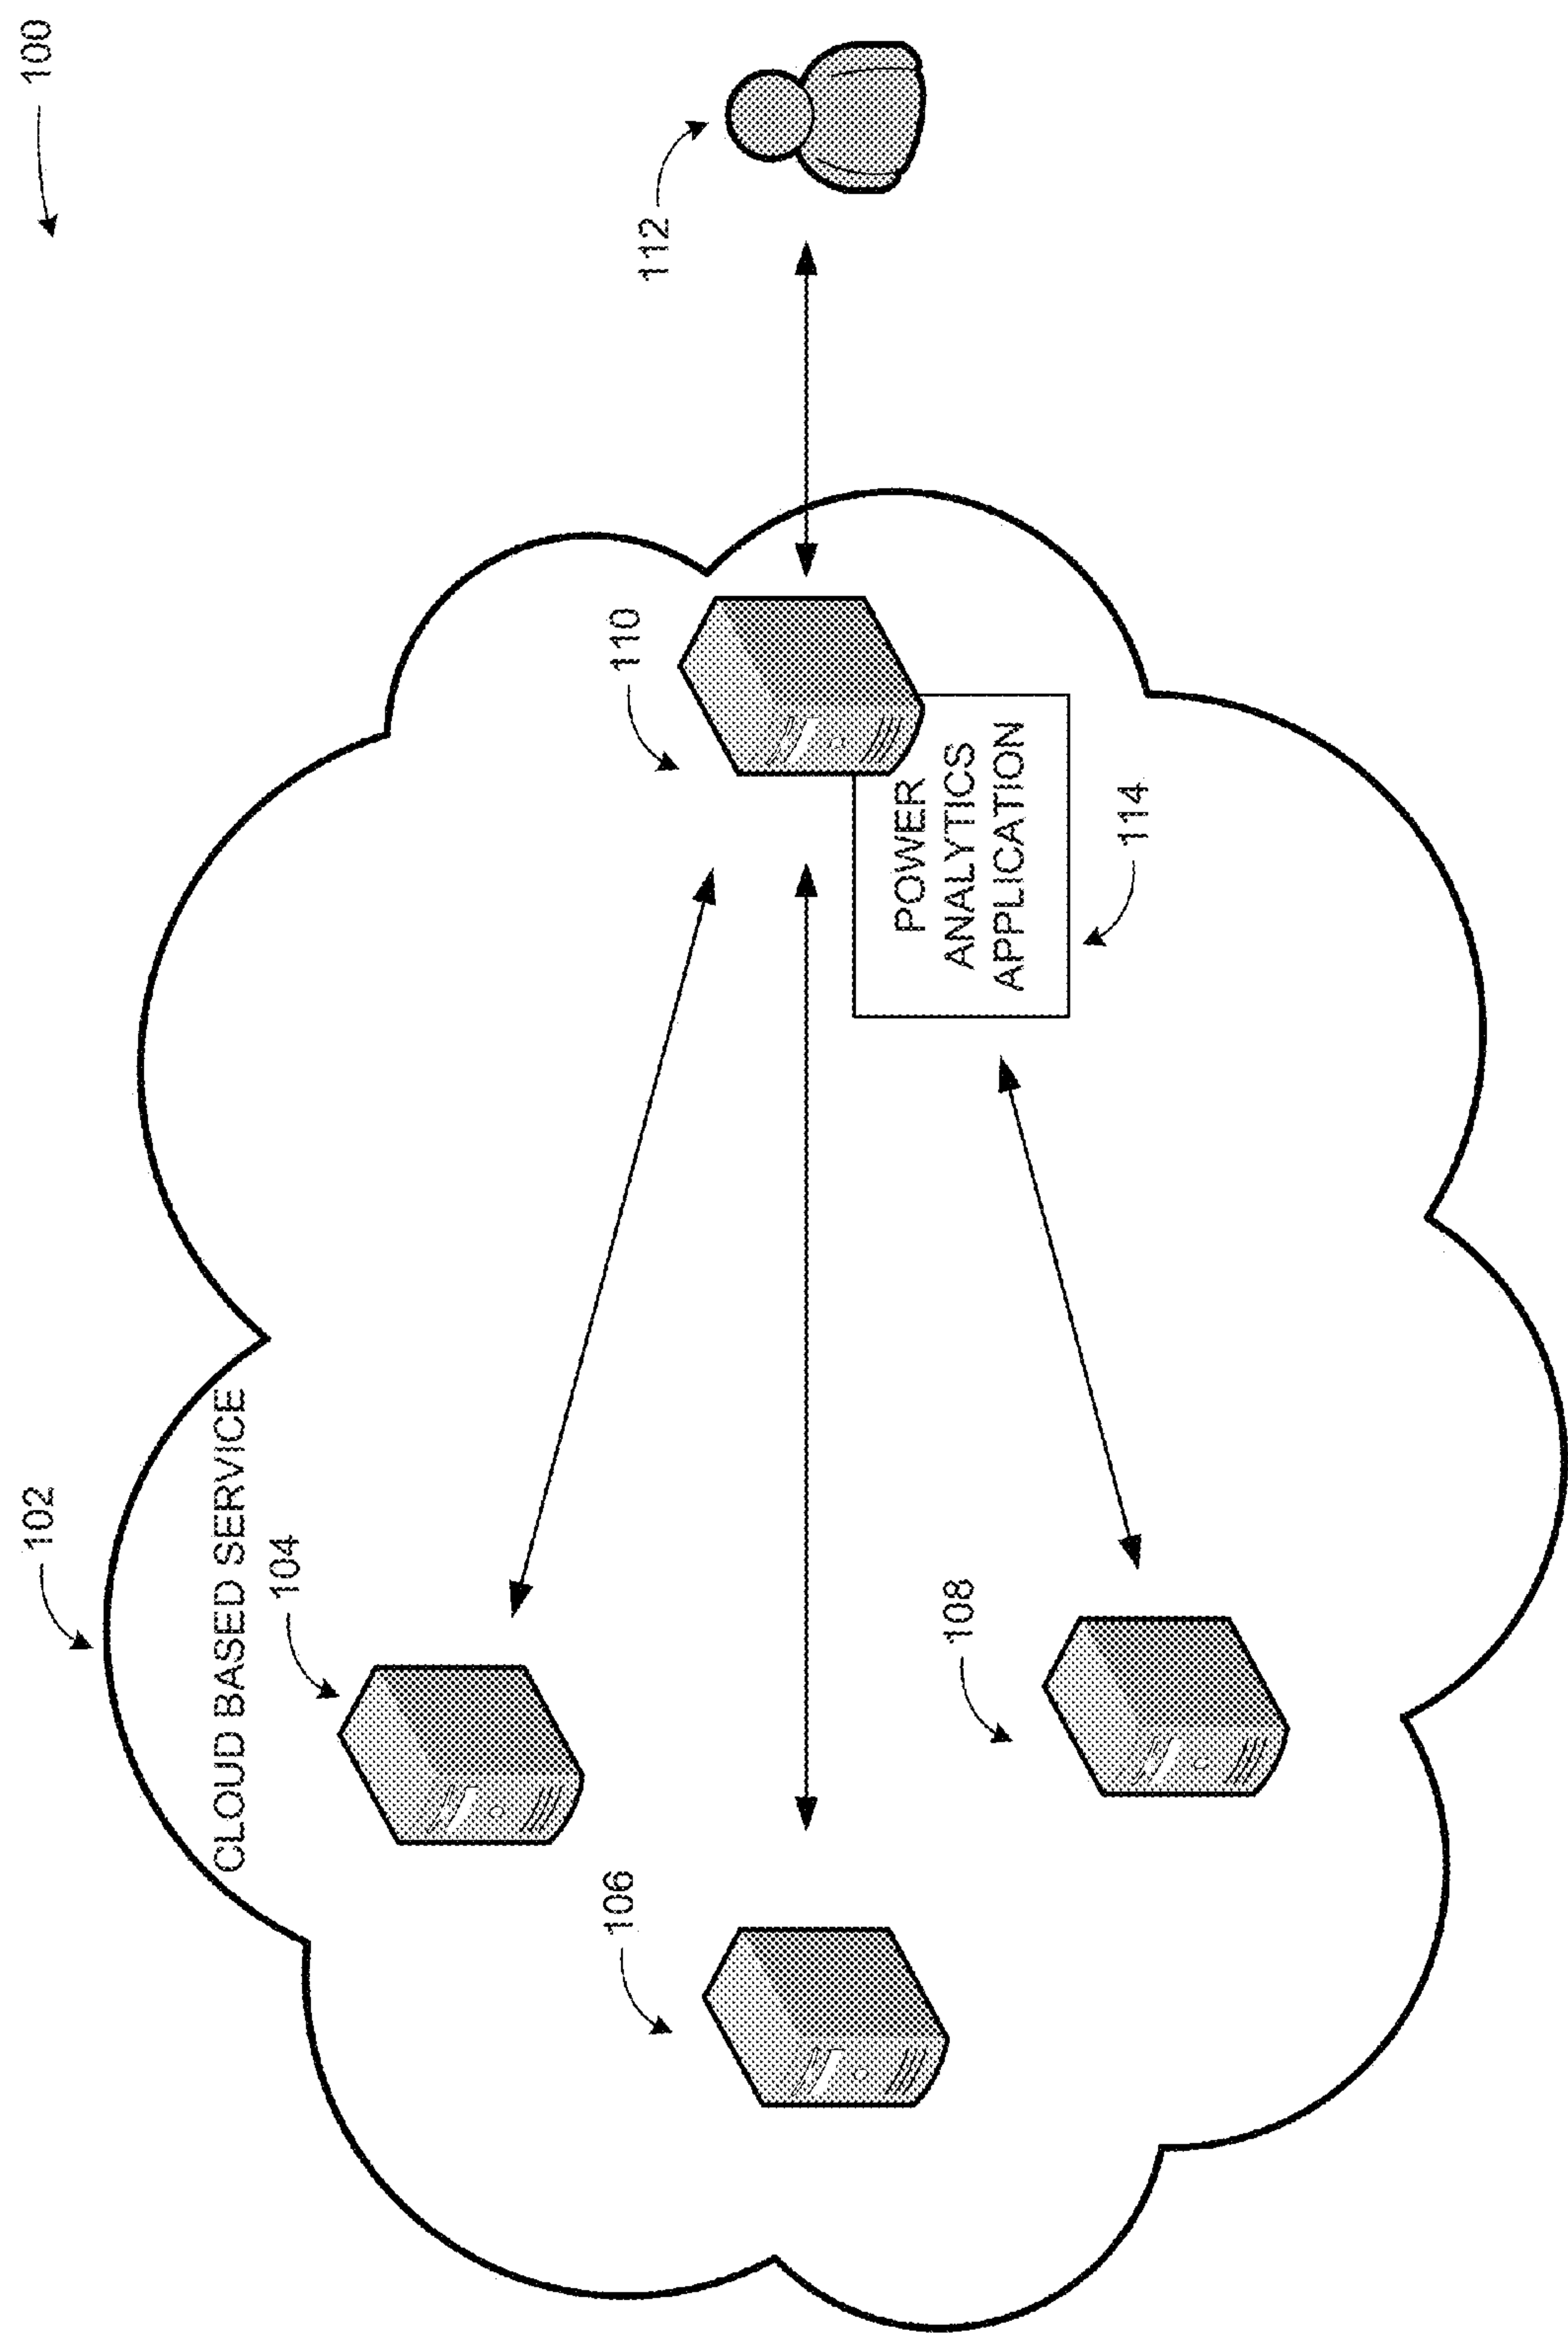 100
102
CLOUD BASED SERVICE
104
106
110
112
108
POWER
ANALYTICS
APPLICATION
114